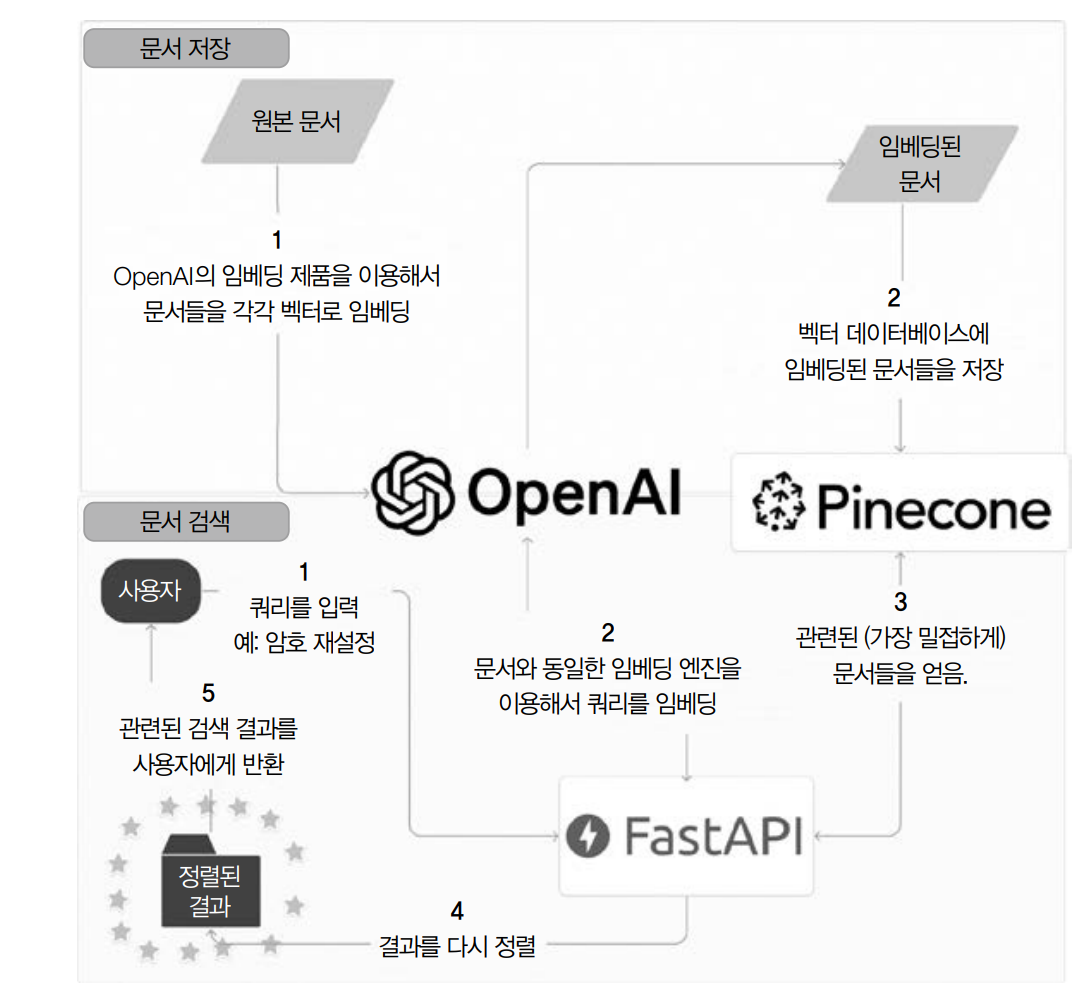 문서 저장
원본 문서
임베딩된
문서
1
OpenAI의 임베딩 제품을 이용해서
문서들을 각각 벡터로 임베딩
2
벡터 데이터베이스에
임베딩된 문서들을 저장
OpenAI
Pinecone
문서 검색
사용자
1
쿼리를 입력
예: 암호 재설정
2
문서와 동일한 임베딩 엔진을
이용해서 쿼리를 임베딩
3
관련된 (가장 밀접하게)
문서들을 얻음.
5
관련된 검색 결과를
사용자에게 반환
FastAPI
정렬된
결과
4
결과를 다시 정렬